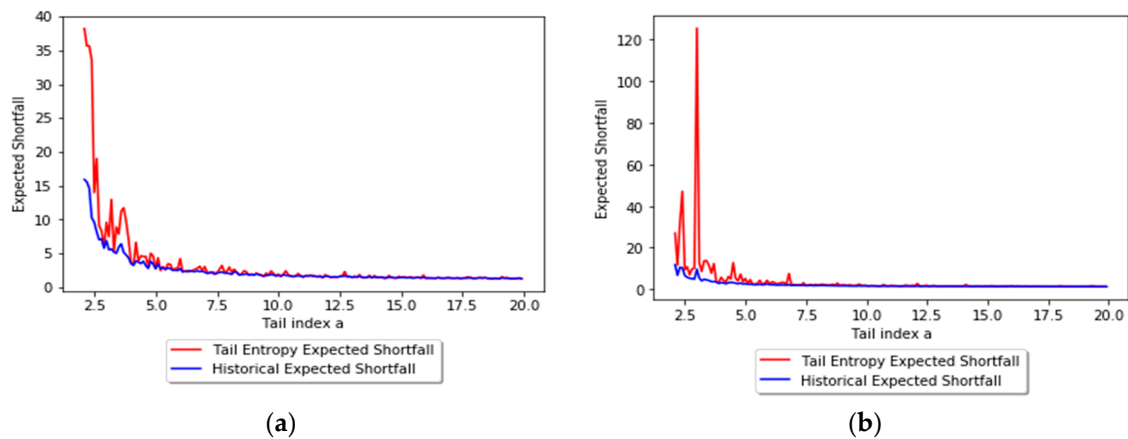 40
35
30
25
20
15
10
5
0
Expected Shortfall
2.5 5.0 7.5 10.0 12.5 15.0 17.5 20.0
Tail index a
Tail Entropy Expected Shortfall
Historical Expected Shortfall
(a)
120
100
80
60
40
20
0
Expected Shortfall
2.5 5.0 7.5 10.0 12.5 15.0 17.5 20.0
Tail index a
Tail Entropy Expected Shortfall
Historical Expected Shortfall
(b)